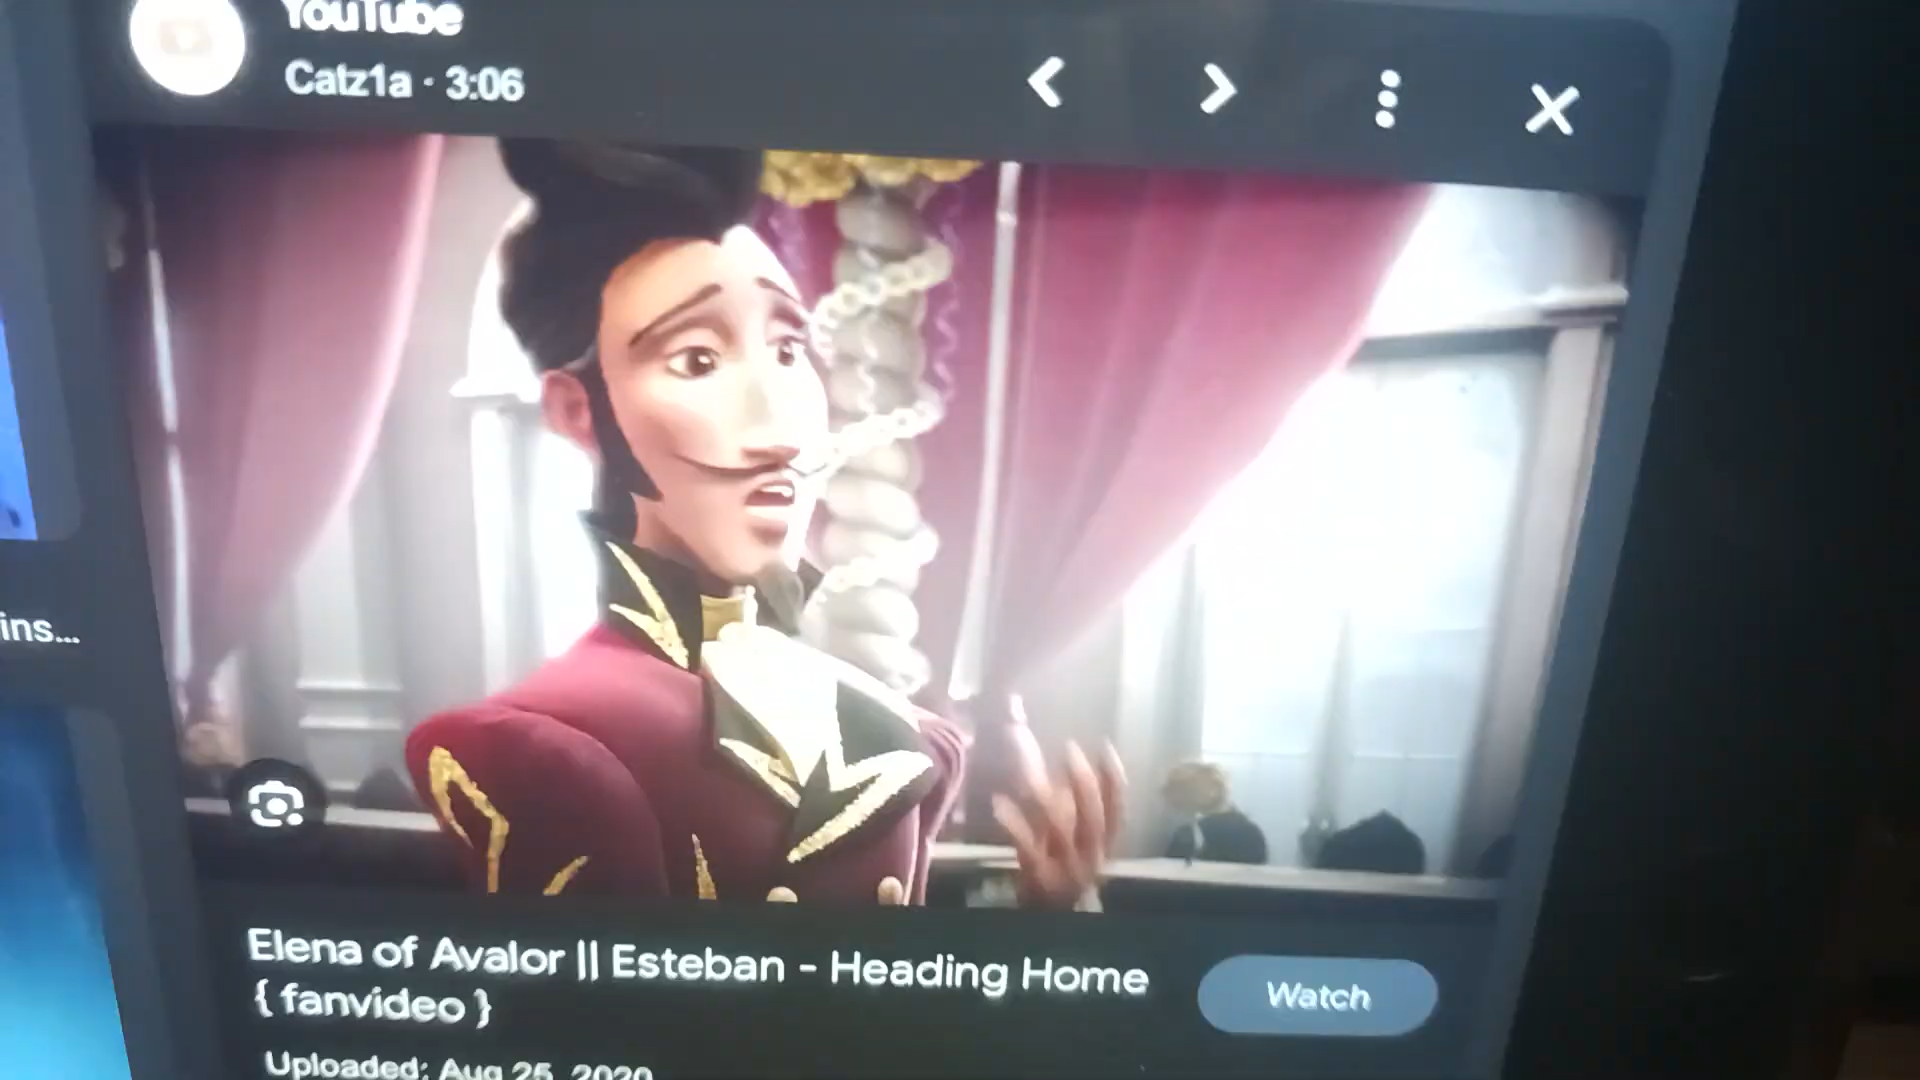 YouTube
Catz1a · 3:06
ins...
Elena of Avalor || Esteban - Heading Home
{ fanvideo }
Watch
Uploaded: Aug 25, 2020